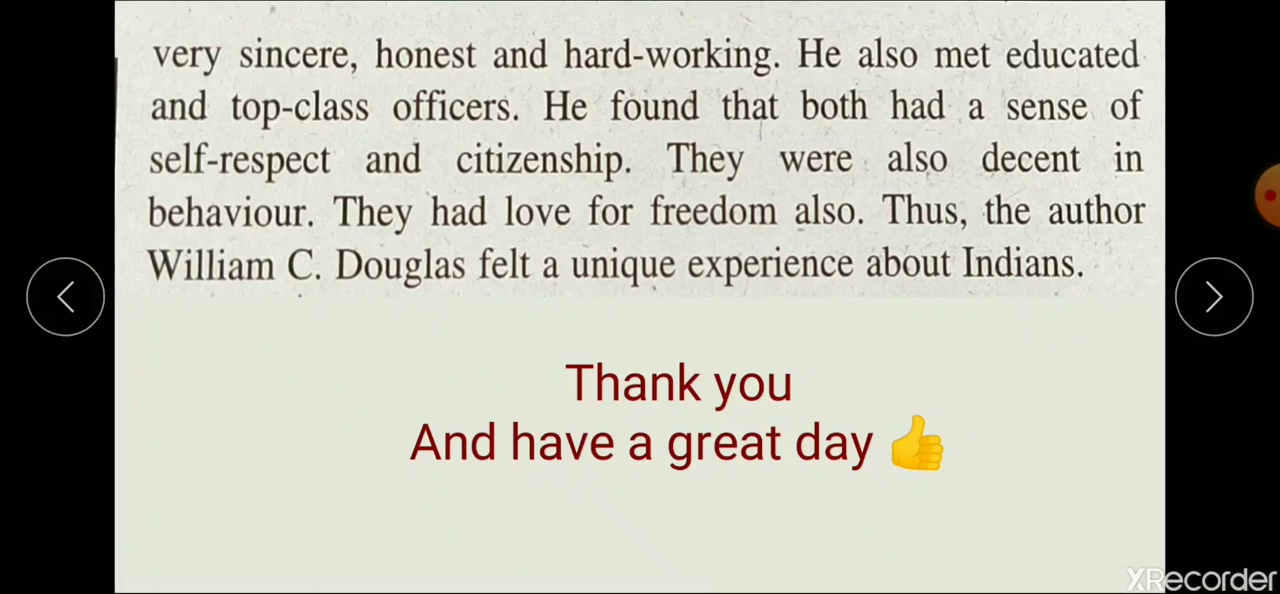 very sincere, honest and hard-working. He also met educated
and top-class officers. He found that both had a sense of
self-respect and citizenship. They were also decent in
behaviour. They had love for freedom also. Thus, the author
William C. Douglas felt a unique experience about Indians.
Thank you
And have a great day 👍
XRecorder